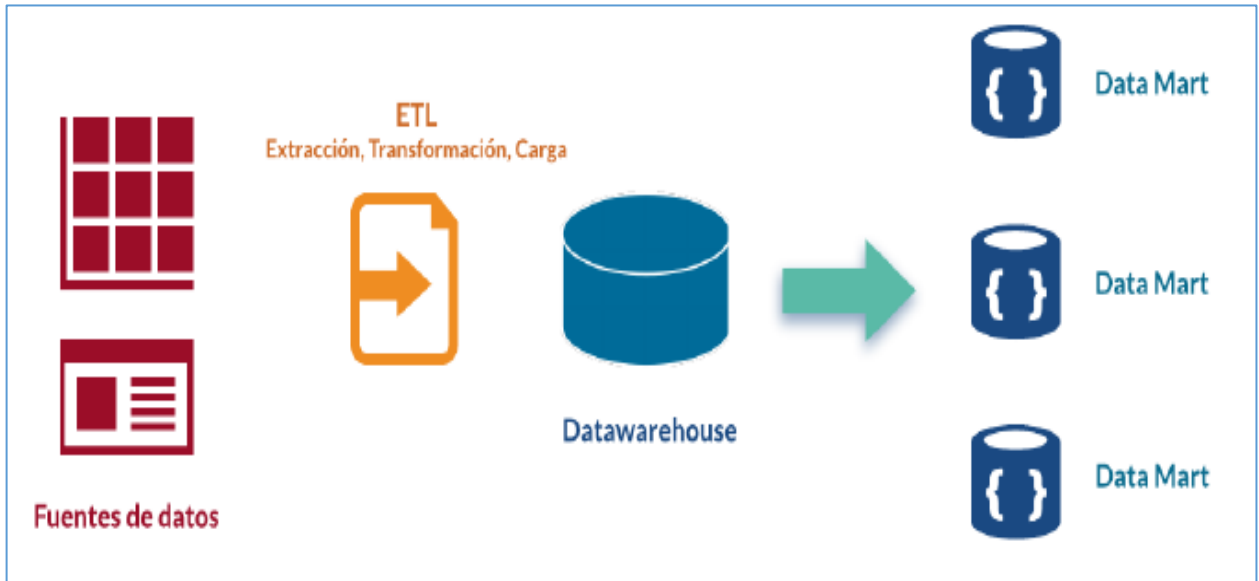 ETL
Extracción, Transformación, Carga
Fuentes de datos
Datawarehouse
{ }
Data Mart
{ }
Data Mart
{ }
Data Mart